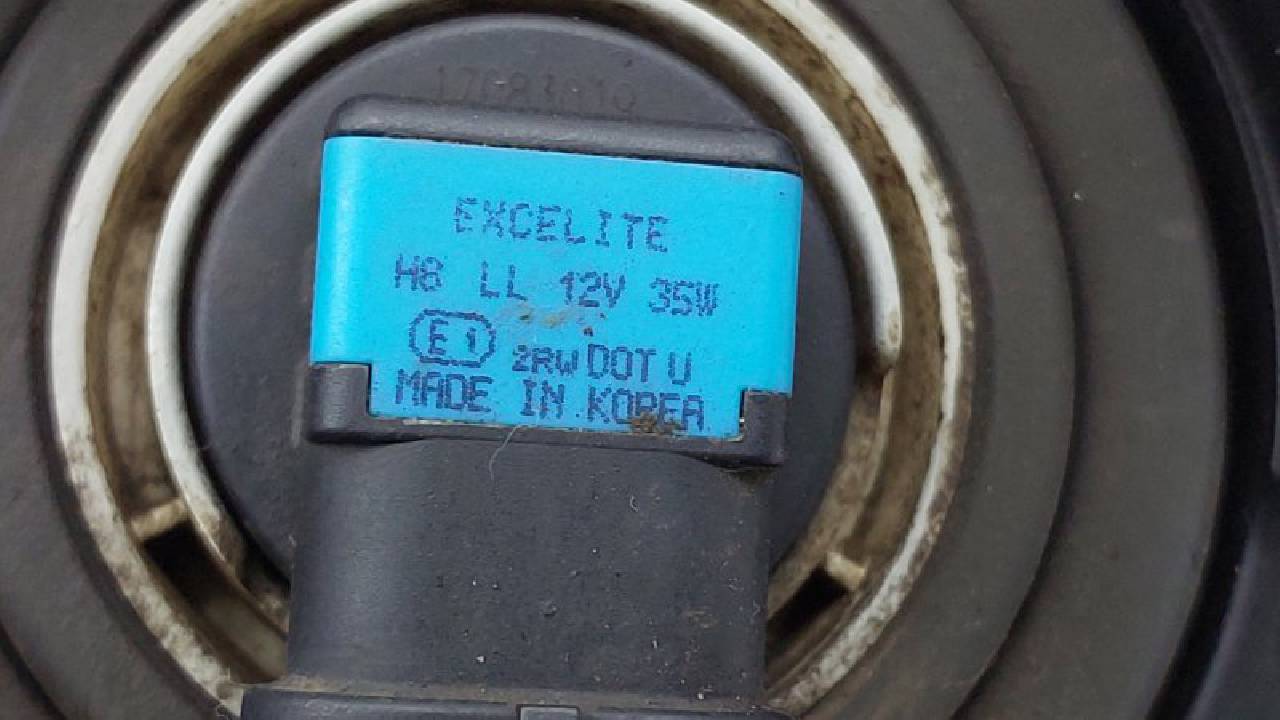 EXCELITE
H8 LL 12V 35W
E1 2RW DOT U
MADE IN KOREA